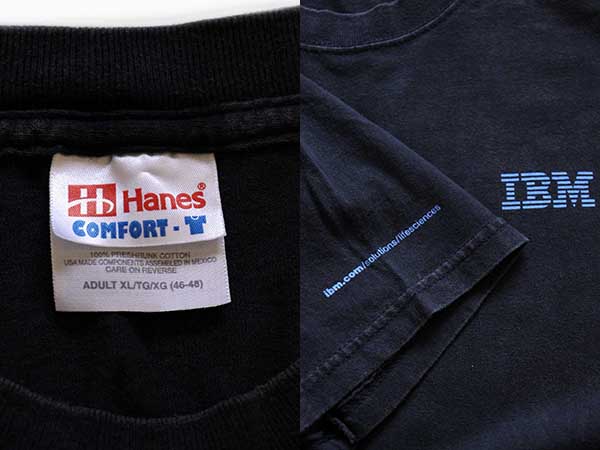 Hanes®
COMFORT-T
100% PRESHRUNK COTTON
USA MADE COMPONENTS ASSEMBLED IN MEXICO
CARE ON REVERSE
ADULT XL/TG/XG (46-48)
IBM
ibm.com/solutions/lifesciences